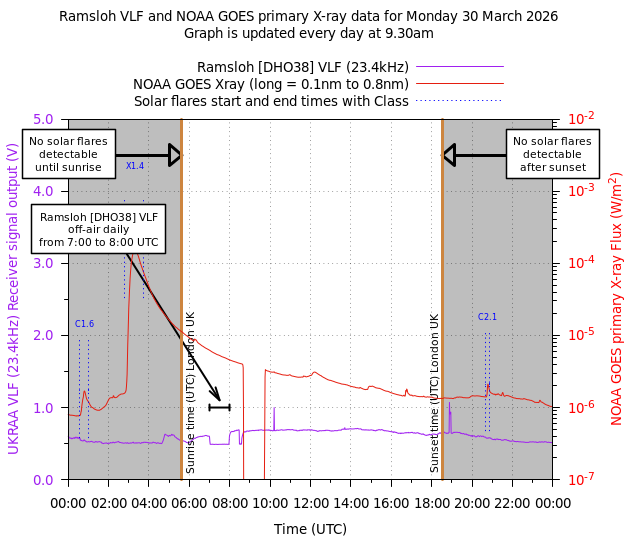 Ramsloh VLF and NOAA GOES primary X-ray data for Monday 30 March 2026
Graph is updated every day at 9.30am
Ramsloh [DHO38] VLF (23.4kHz)
NOAA GOES Xray (long = 0.1nm to 0.8nm)
Solar flares start and end times with Class
5.0
4.0
3.0
2.0
1.0
0.0
UKRAA VLF (23.4kHz) Receiver signal output (V)
No solar flares
detectable
until sunrise
X1.4
Ramsloh [DHO38] VLF
off-air daily
from 7:00 to 8:00 UTC
C1.6
Sunrise time (UTC) London UK
No solar flares
detectable
after sunset
C2.1
Sunset time (UTC) London UK
10-2
10-3
10-4
10-5
10-6
10-7
NOAA GOES primary X-ray Flux (W/m2)
00:00 02:00 04:00 06:00 08:00 10:00 12:00 14:00 16:00 18:00 20:00 22:00 00:00
Time (UTC)